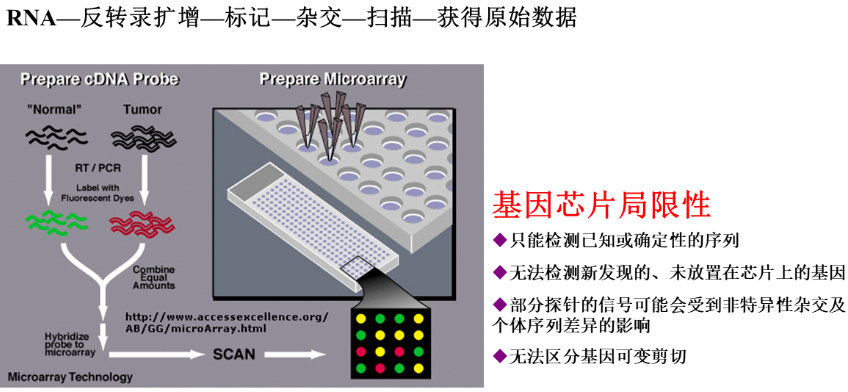 RNA—反转录扩增—标记—杂交—扫描—获得原始数据
Prepare cDNA Probe
Prepare Microarray
"Normal"
Tumor
RT / PCR
Label with
Fluorescent Dyes
Combine
Equal
Amounts
http://www.accessexcellence.org/
AB/GG/microArray.html
Hybridize
probe to
microarray
SCAN
Microarray Technology
基因芯片局限性
◆只能检测已知或确定性的序列
◆无法检测新发现的、未放置在芯片上的基因
◆部分探针的信号可能会受到非特异性杂交及
个体序列差异的影响
◆无法区分基因可变剪切